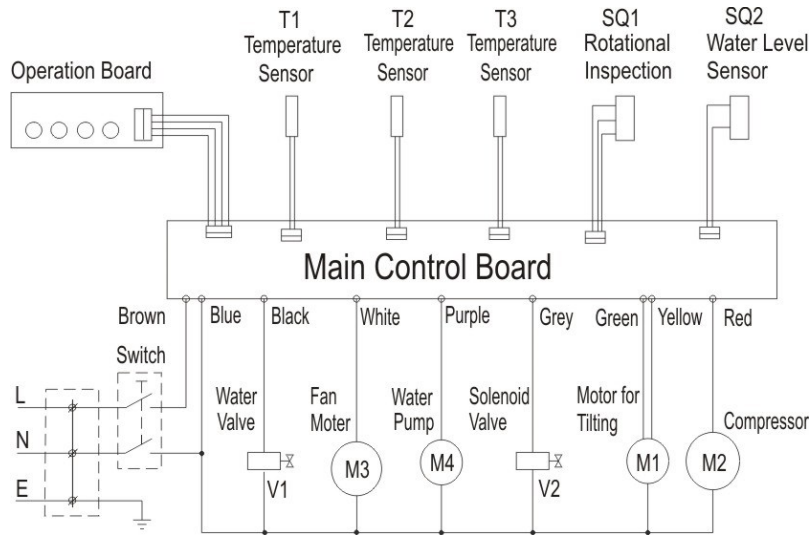 T1
Temperature
Sensor
T2
Temperature
Sensor
T3
Temperature
Sensor
SQ1
Rotational
Inspection
SQ2
Water Level
Sensor
Operation Board
Main Control Board
Brown
Blue
Black
White
Purple
Grey
Green
Yellow
Red
Switch
L
N
E
Water
Valve
V1
Fan
Moter
M3
Water
Pump
M4
Solenoid
Valve
V2
Motor for
Tilting
M1
Compressor
M2